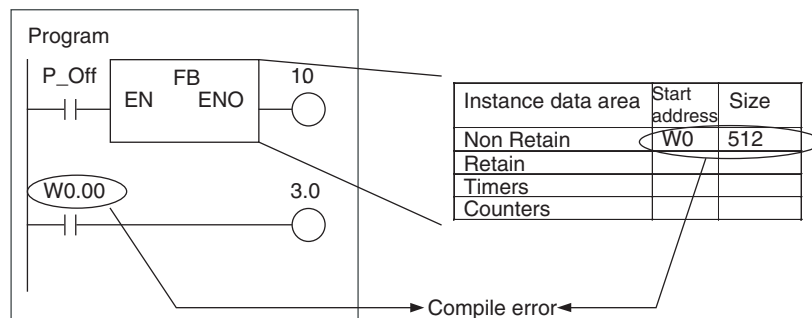 Program
P_Off
FB
10
EN
ENO
W0.00
3.0
Instance data area
Start address
Size
Non Retain
W0
512
Retain
Timers
Counters
Compile error